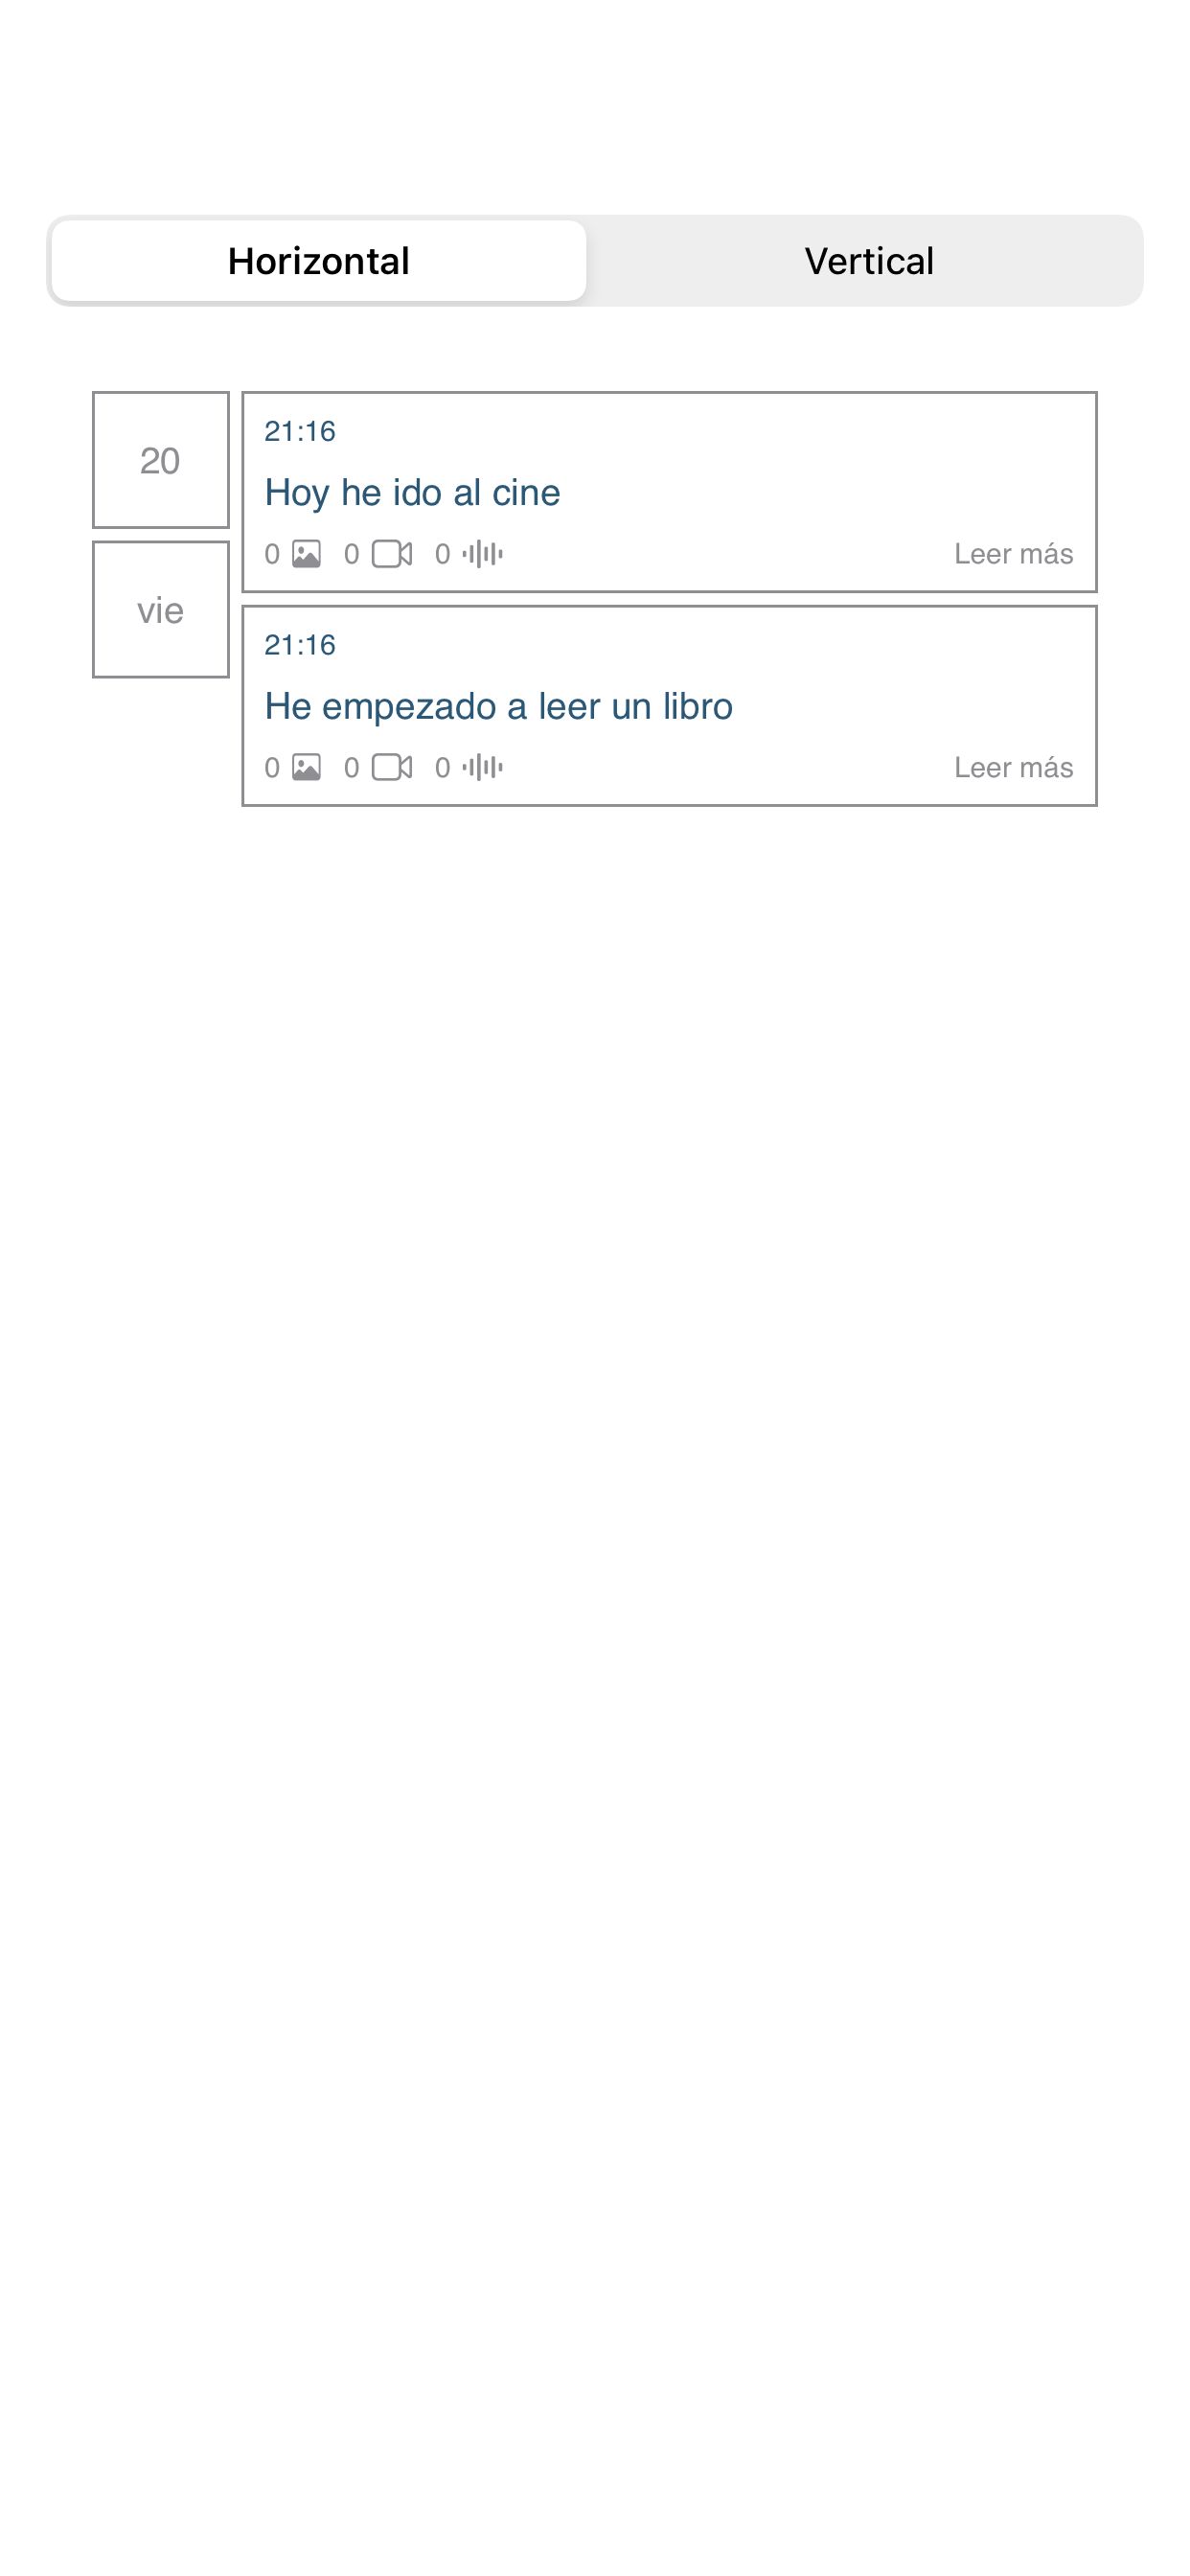 Horizontal Vertical
20
vie
21:16
Hoy he ido al cine
0 0 0 Leer más
21:16
He empezado a leer un libro
0 0 0 Leer más